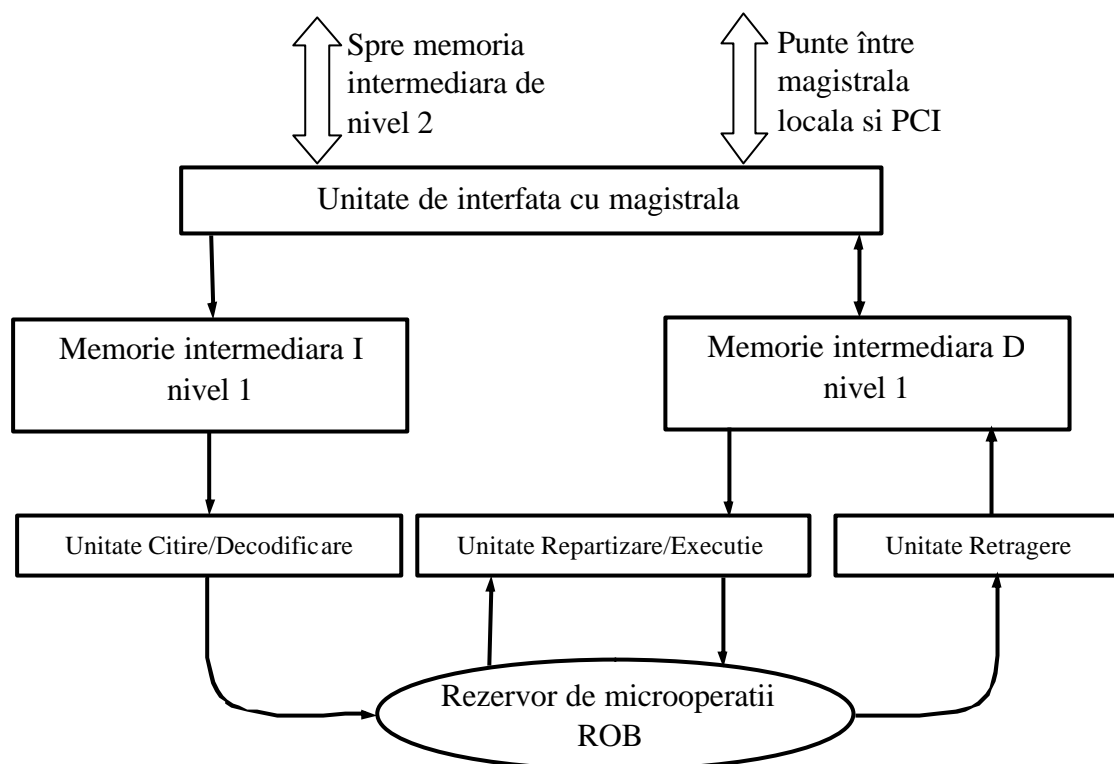 Spre memoria
intermediara de
nivel 2
Punte între
magistrala
locala si PCI
Unitate de interfata cu magistrala
Memorie intermediara I
nivel 1
Memorie intermediara D
nivel 1
Unitate Citire/Decodificare
Unitate Repartizare/Executie
Unitate Retragere
Rezervor de microoperatii
ROB